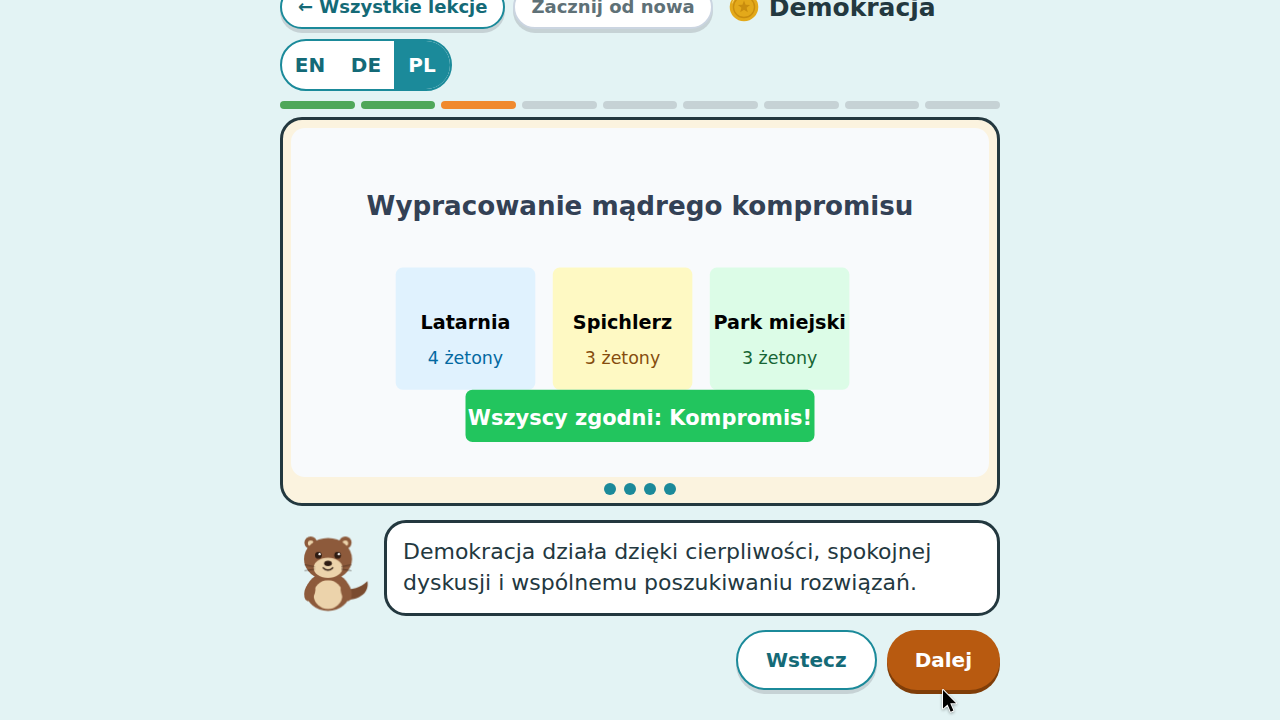 ← Wszystkie lekcje
Zacznij od nowa
Demokracja
EN DE PL
Wypracowanie mądrego kompromisu
Latarnia
4 żetony
Spichlerz
3 żetony
Park miejski
3 żetony
Wszyscy zgodni: Kompromis!
Demokracja działa dzięki cierpliwości, spokojnej
dyskusji i wspólnemu poszukiwaniu rozwiązań.
Wstecz
Dalej